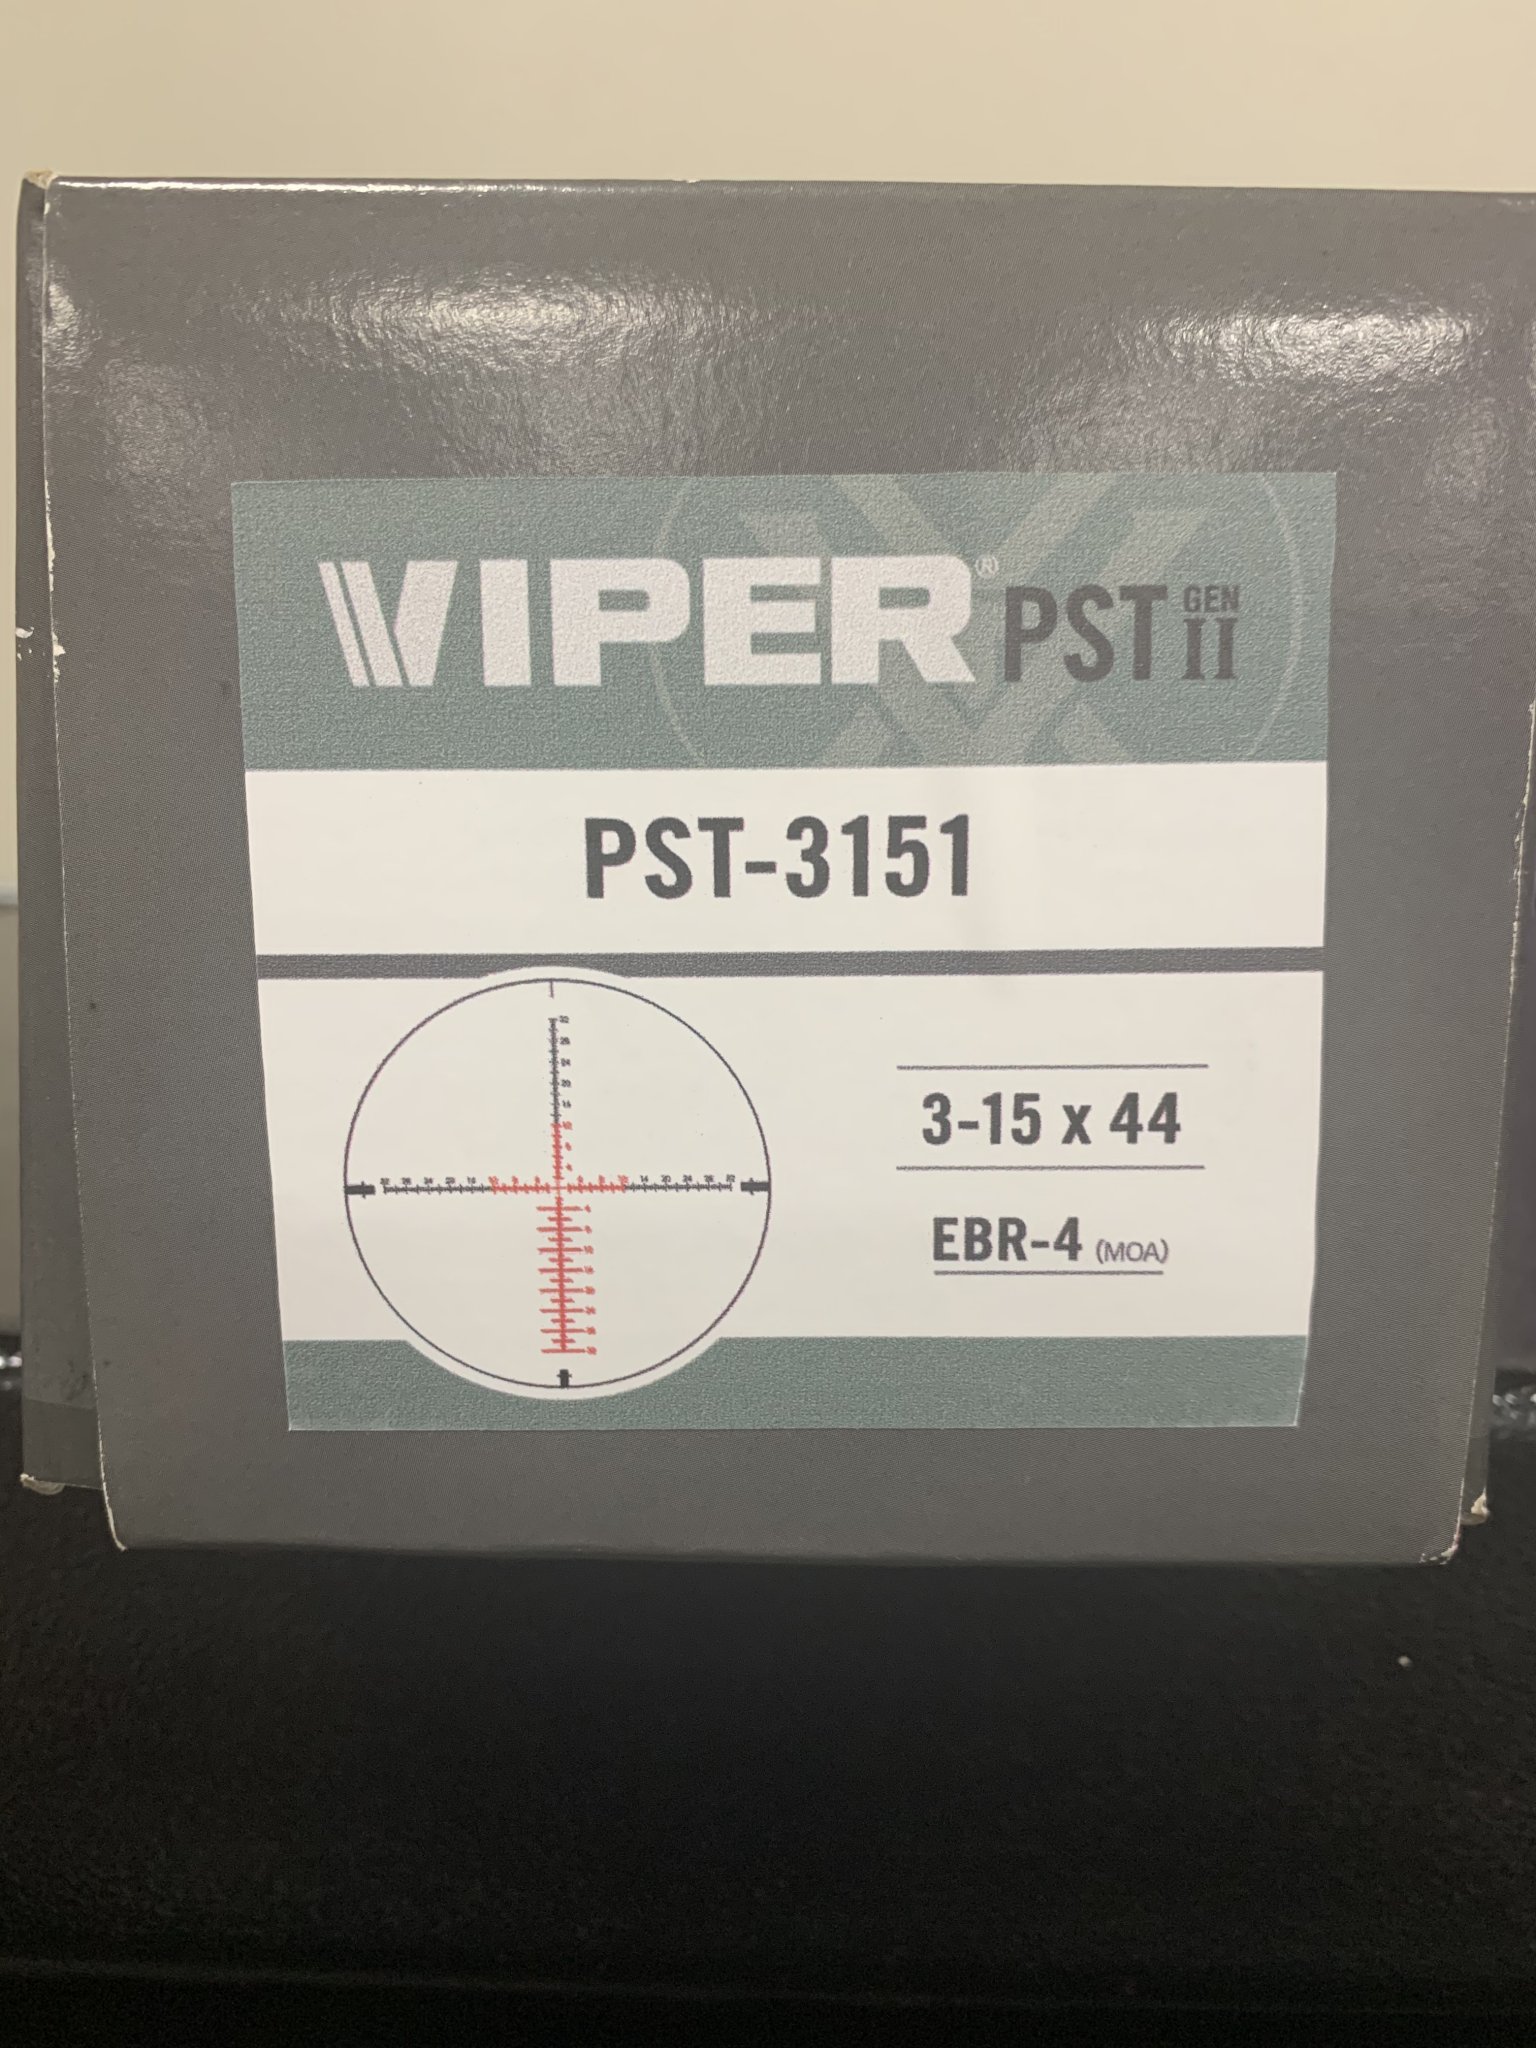 VIPER® PST GEN II
PST-3151
3-15 x 44
EBR-4 (MOA)